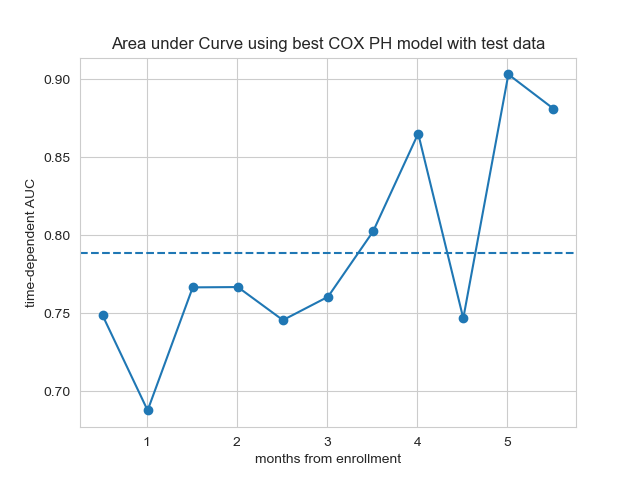 Area under Curve using best COX PH model with test data
time-dependent AUC
0.90
0.85
0.80
0.75
0.70
1 2 3 4 5
months from enrollment